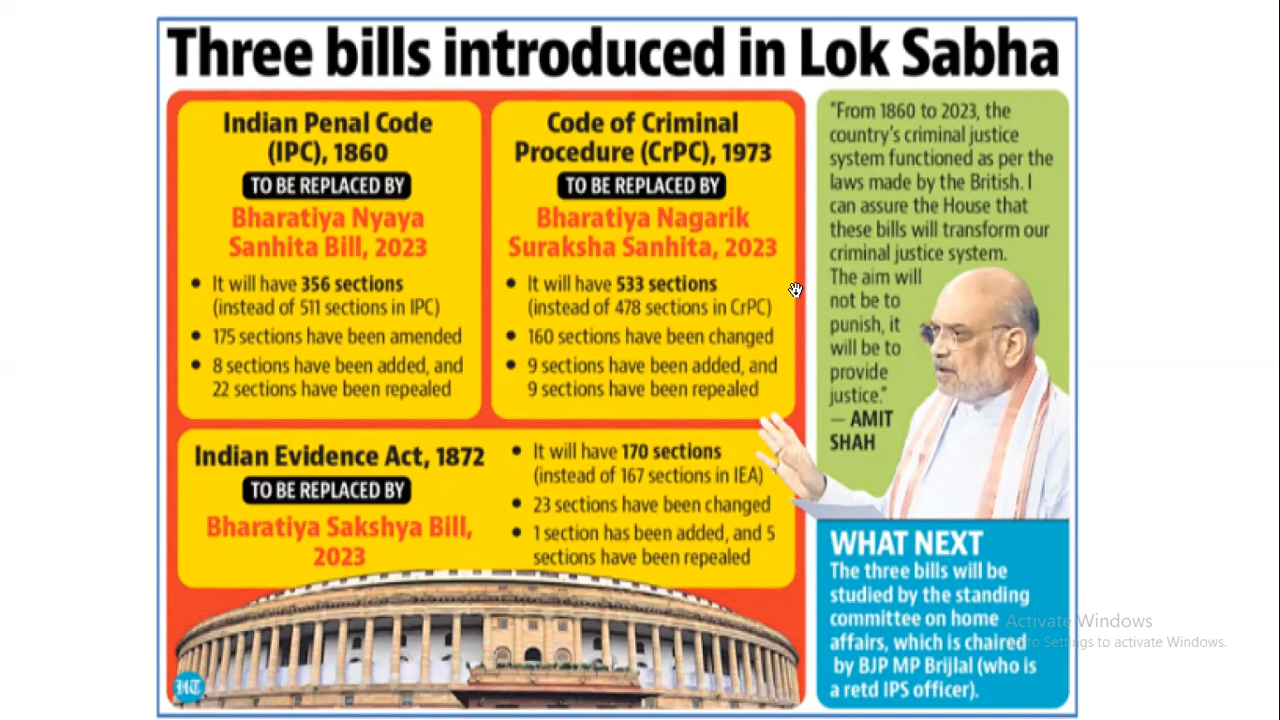 Three bills introduced in Lok Sabha
Indian Penal Code
(IPC), 1860
TO BE REPLACED BY
Bharatiya Nyaya
Sanhita Bill, 2023
• It will have 356 sections
(instead of 511 sections in IPC)
• 175 sections have been amended
• 8 sections have been added, and
22 sections have been repealed
Code of Criminal
Procedure (CrPC), 1973
TO BE REPLACED BY
Bharatiya Nagarik
Suraksha Sanhita, 2023
• It will have 533 sections
(instead of 478 sections in CrPC)
• 160 sections have been changed
• 9 sections have been added, and
9 sections have been repealed
Indian Evidence Act, 1872
TO BE REPLACED BY
Bharatiya Sakshya Bill,
2023
• It will have 170 sections
(instead of 167 sections in IEA)
• 23 sections have been changed
• 1 section has been added, and 5
sections have been repealed
HT
"From 1860 to 2023, the
country's criminal justice
system functioned as per the
laws made by the British. I
can assure the House that
these bills will transform our
criminal justice system.
The aim will
not be to
punish, it
will be to
provide
justice."
— AMIT
SHAH
WHAT NEXT
The three bills will be
studied by the standing
committee on home
affairs, which is chaired
by BJP MP Brijlal (who is
a retd IPS officer).
Activate Windows
to Settings to activate Windows.